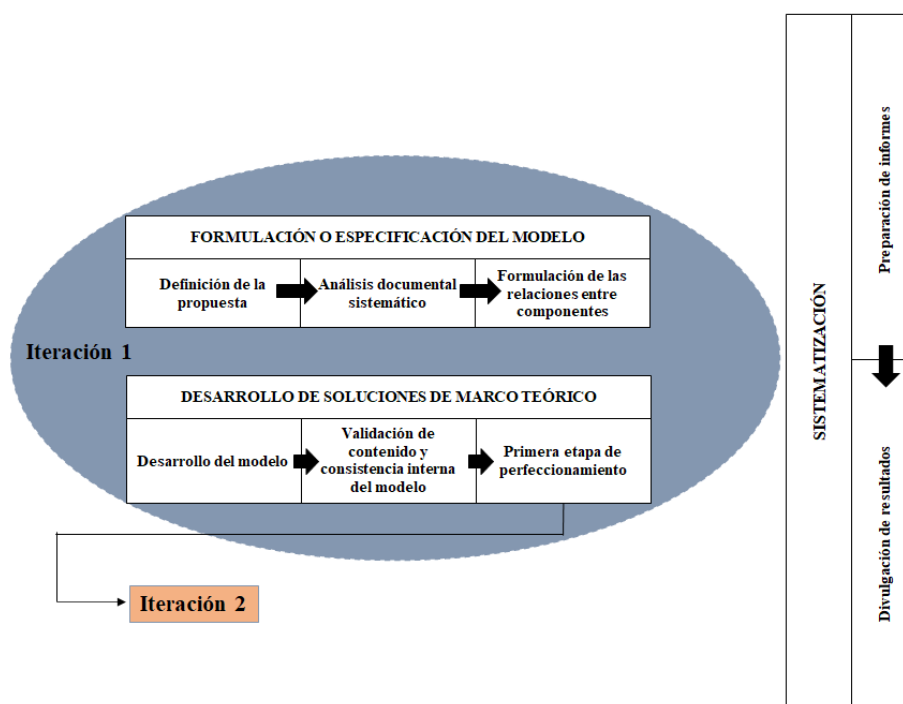 FORMULACIÓN O ESPECIFICACIÓN DEL MODELO
Definición de la
propuesta
Análisis documental
sistemático
Formulación de las
relaciones entre
componentes
Iteración 1
DESARROLLO DE SOLUCIONES DE MARCO TEÓRICO
Desarrollo del modelo
Validación de
contenido y
consistencia interna
del modelo
Primera etapa de
perfeccionamiento
Iteración 2
SISTEMATIZACIÓN
Preparación de informes
Divulgación de resultados